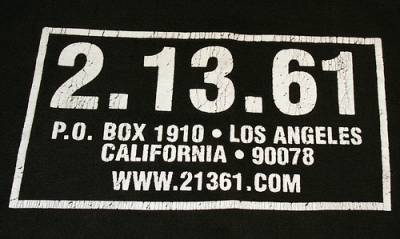 2.13.61
P.O. BOX 1910 • LOS ANGELES
CALIFORNIA • 90078
WWW.21361.COM